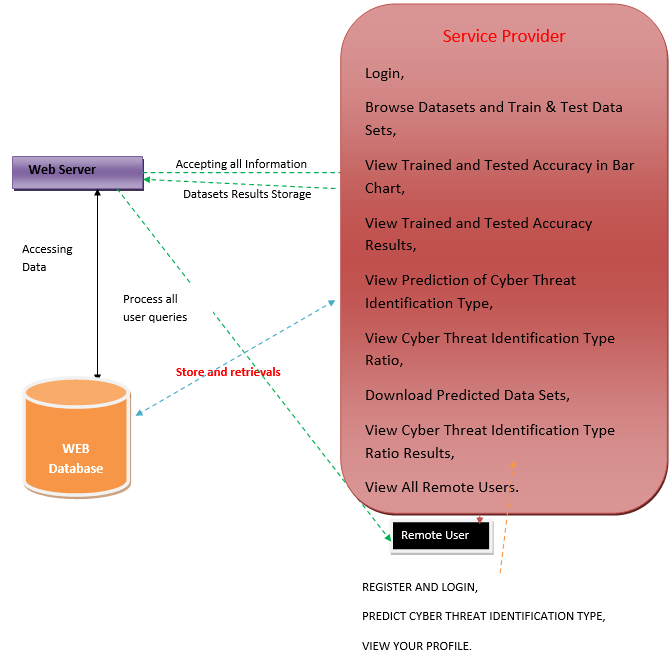 Service Provider
Login,
Browse Datasets and Train & Test Data
Sets,
View Trained and Tested Accuracy in Bar
Chart,
View Trained and Tested Accuracy
Results,
View Prediction of Cyber Threat
Identification Type,
View Cyber Threat Identification Type
Ratio,
Download Predicted Data Sets,
View Cyber Threat Identification Type
Ratio Results,
View All Remote Users.
Web Server
Accepting all Information
Datasets Results Storage
Accessing
Data
Process all
user queries
Store and retrievals
WEB
Database
Remote User
REGISTER AND LOGIN,
PREDICT CYBER THREAT IDENTIFICATION TYPE,
VIEW YOUR PROFILE.